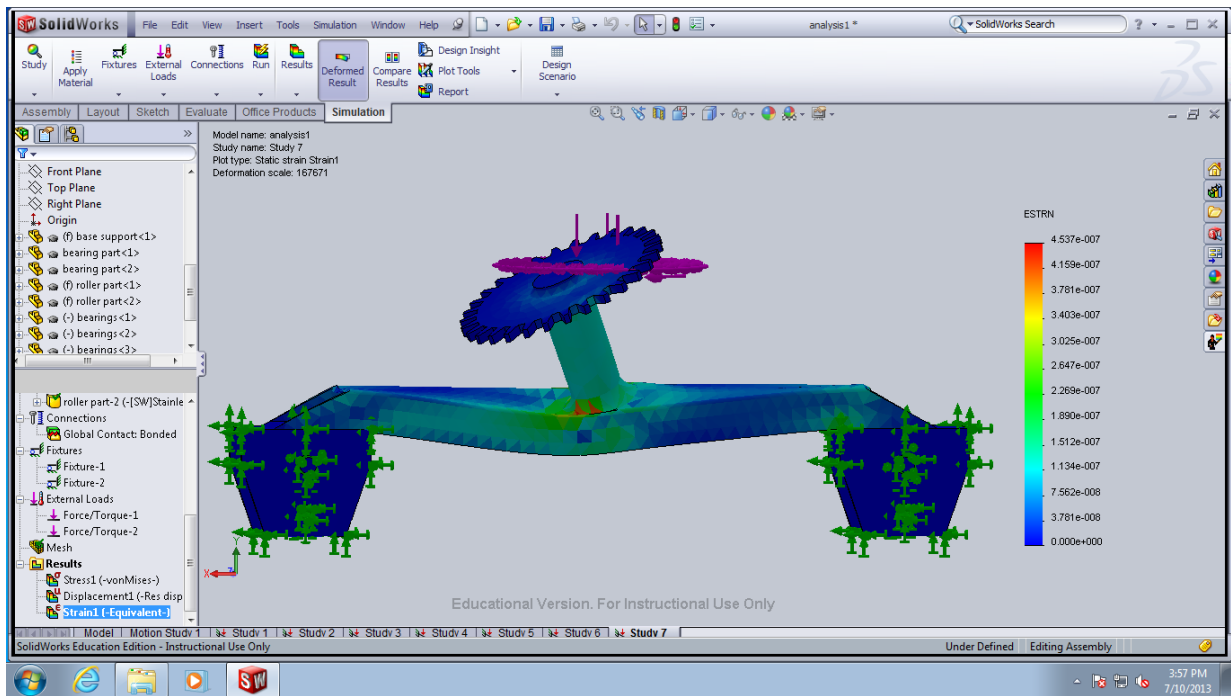 SolidWorks File Edit View Insert Tools Simulation Window Help analysis1 * SolidWorks Search
Study Apply Material Fixtures External Loads Connections Run Results Deformed Result Compare Results Design Insight Plot Tools Report Design Scenario
Assembly Layout Sketch Evaluate Office Products Simulation
Model name: analysis1
Study name: Study 7
Plot type: Static strain Strain1
Deformation scale: 167671
Front Plane
Top Plane
Right Plane
Origin
(f) base support<1>
bearing part<1>
bearing part<2>
(f) roller part<1>
(f) roller part<2>
(-) bearings<1>
(-) bearings<2>
(-) bearings<3>
roller part-2 (-[SW]Stainle
Connections
Global Contact: Bonded
Fixtures
Fixture-1
Fixture-2
External Loads
Force/Torque-1
Force/Torque-2
Mesh
Results
Stress1 (-vonMises-)
Displacement1 (-Res disp
Strain1 (-Equivalent-)
ESTRN
4.537e-007
4.159e-007
3.781e-007
3.403e-007
3.025e-007
2.647e-007
2.269e-007
1.890e-007
1.512e-007
1.134e-007
7.562e-008
3.781e-008
0.000e+000
Y
X
Z
Educational Version. For Instructional Use Only
Model Motion Study 1 Study 1 Study 2 Study 3 Study 4 Study 5 Study 6 Study 7
SolidWorks Education Edition - Instructional Use Only Under Defined Editing Assembly
SW
3:57 PM
7/10/2013